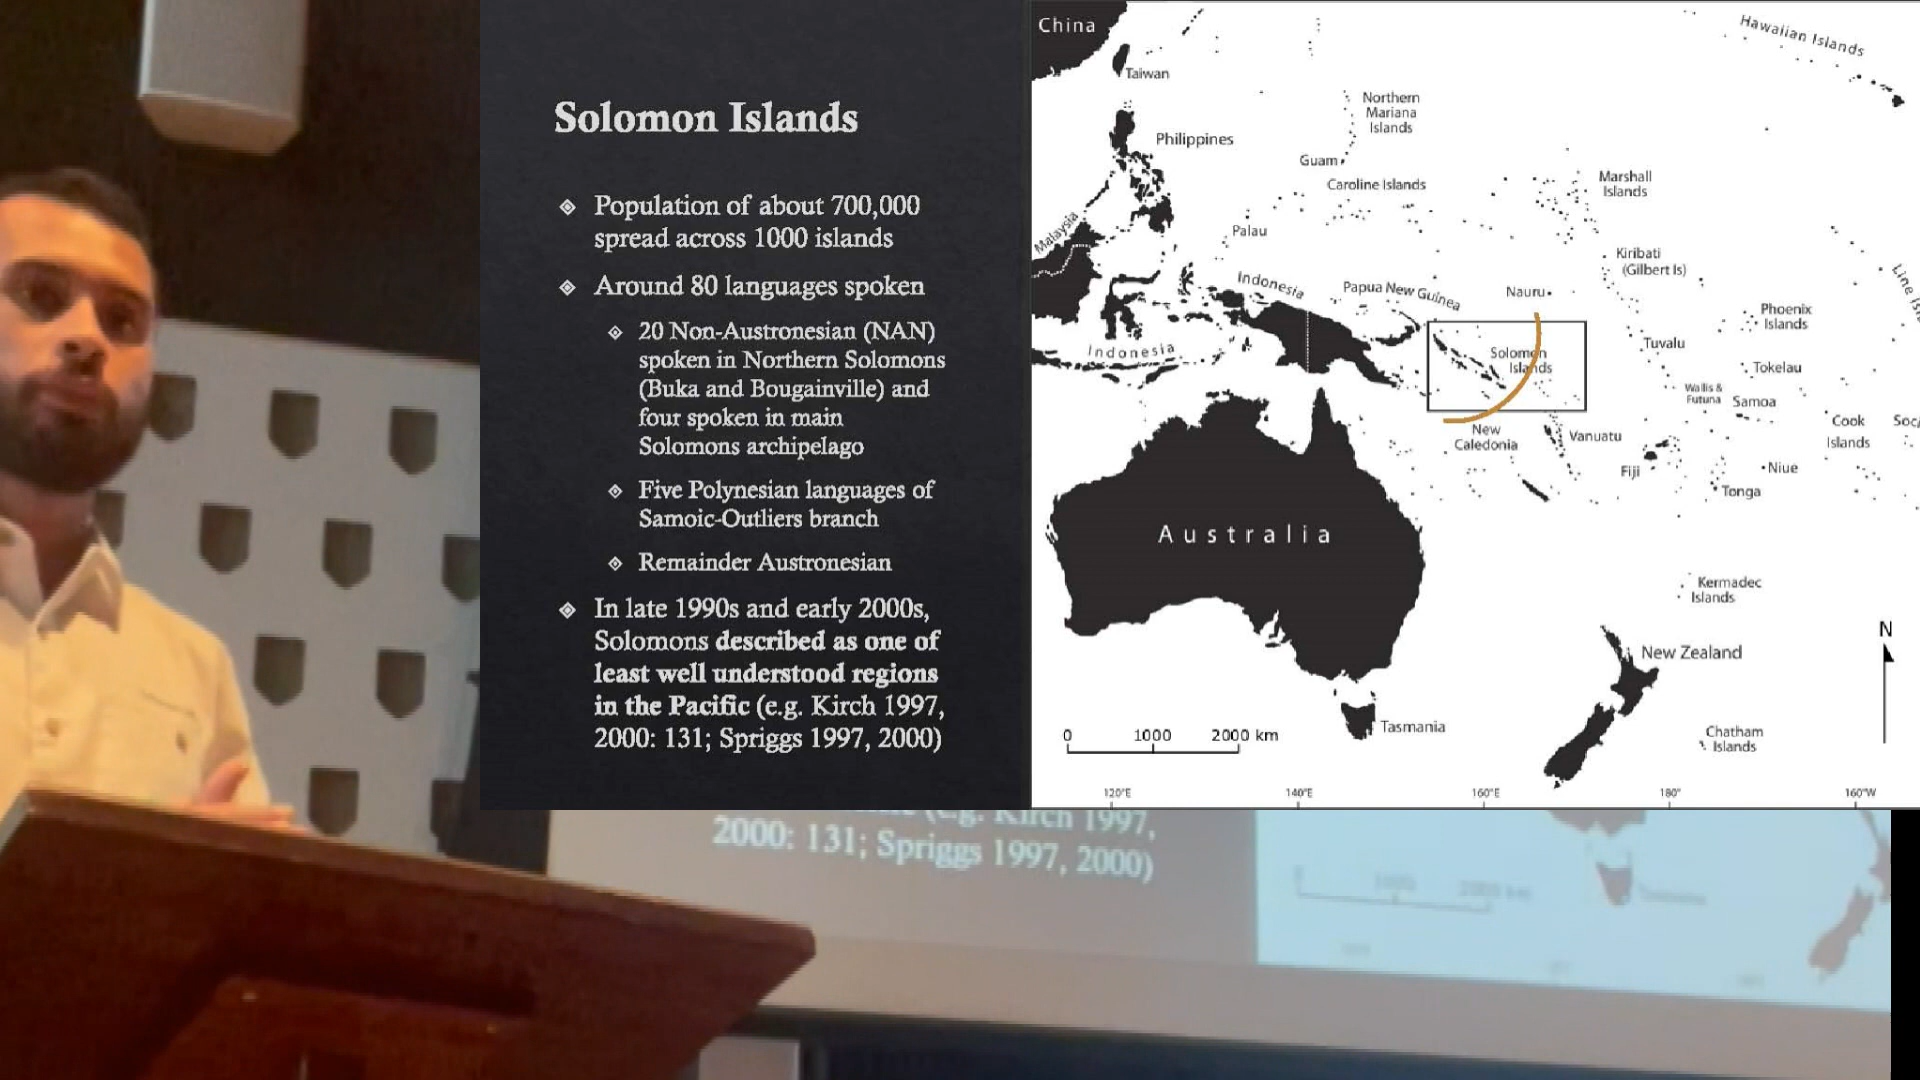 Solomon Islands
Population of about 700,000
spread across 1000 islands
Around 80 languages spoken
20 Non-Austronesian (NAN)
spoken in Northern Solomons
(Buka and Bougainville) and
four spoken in main
Solomons archipelago
Five Polynesian languages of
Samoic-Outliers branch
Remainder Austronesian
In late 1990s and early 2000s,
Solomons described as one of
least well understood regions
in the Pacific (e.g. Kirch 1997,
2000: 131; Spriggs 1997, 2000)
China
Hawaiian Islands
Taiwan
Northern
Mariana
Islands
Philippines
Guam
Caroline Islands
Marshall
Islands
Malaysia
Palau
Kiribati
(Gilbert Is)
Line
Indonesia
Papua New Guinea
Nauru
Phoenix
Islands
Indonesia
Solomon
Islands
Tuvalu
Tokelau
Wallis &
Futuna
Samoa
New
Caledonia
Vanuatu
Cook
Islands
Soc
Fiji
Niue
Tonga
Australia
Kermadec
Islands
N
New Zealand
Tasmania
Chatham
Islands
0 1000 2000 km
120°E 140°E 160°E 180° 160°W
(e.g. Kirch 1997,
2000: 131; Spriggs 1997, 2000)